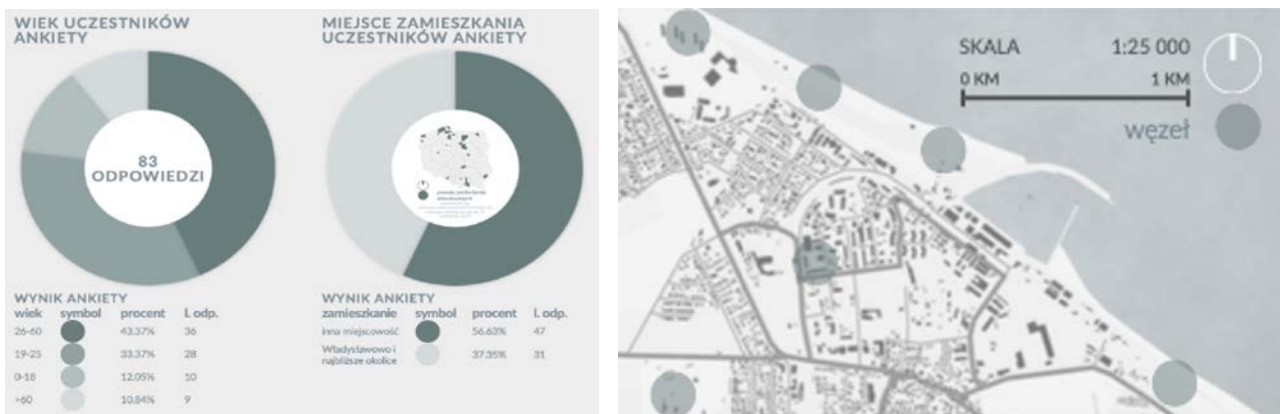 WIEK UCZESTNIKÓW
ANKIETY
83
ODPOWIEDZI
WYNIK ANKIETY
wiek symbol procent l. odp.
26-60 43.37% 36
19-25 33.37% 28
0-18 12.05% 10
>60 10.84% 9
MIEJSCE ZAMIESZKANIA
UCZESTNIKÓW ANKIETY
WYNIK ANKIETY
zamieszkanie symbol procent l. odp.
inna miejscowość 56.63% 47
Władysławowo i
najbliższe okolice 37.35% 31
SKALA 1:25 000
0 KM 1 KM
węzeł